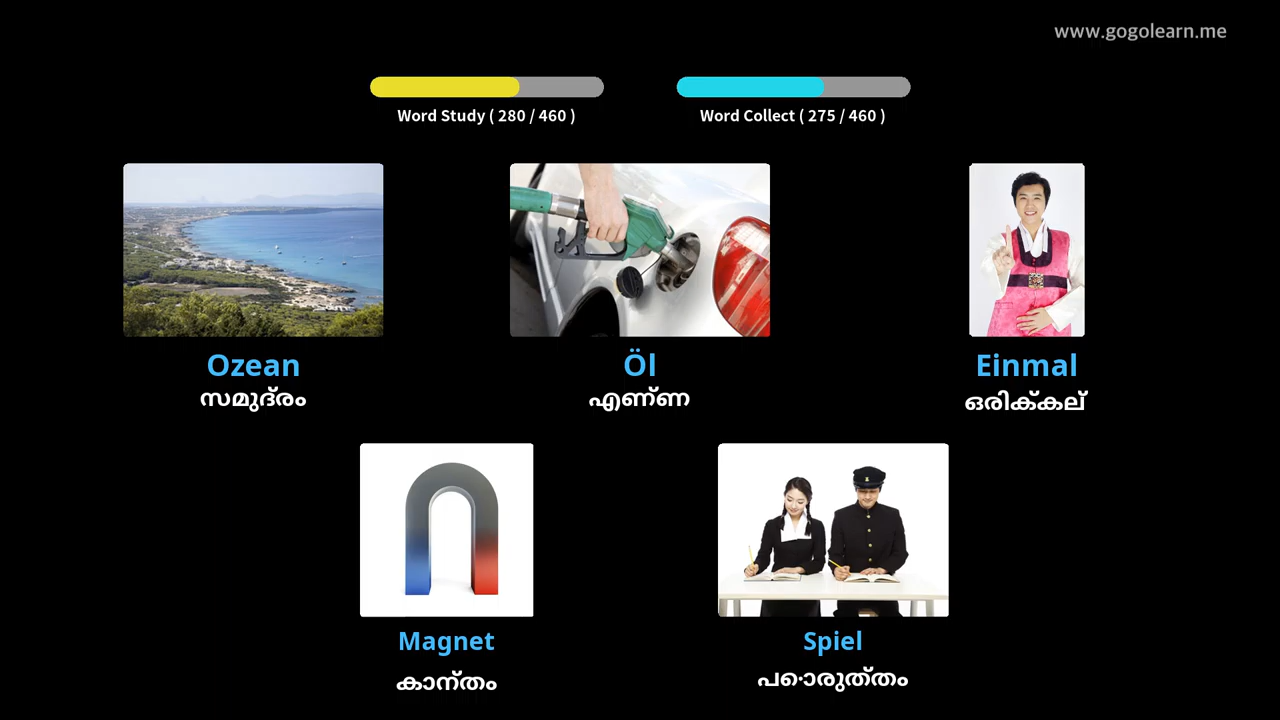 www.gogolearn.me
Word Study ( 280 / 460 )
Word Collect ( 275 / 460 )
Ozean
സമുദ്രം
Öl
എണ്ണ
Einmal
ഒരിക്കല്
Magnet
കാന്തം
Spiel
പൊരുത്തം